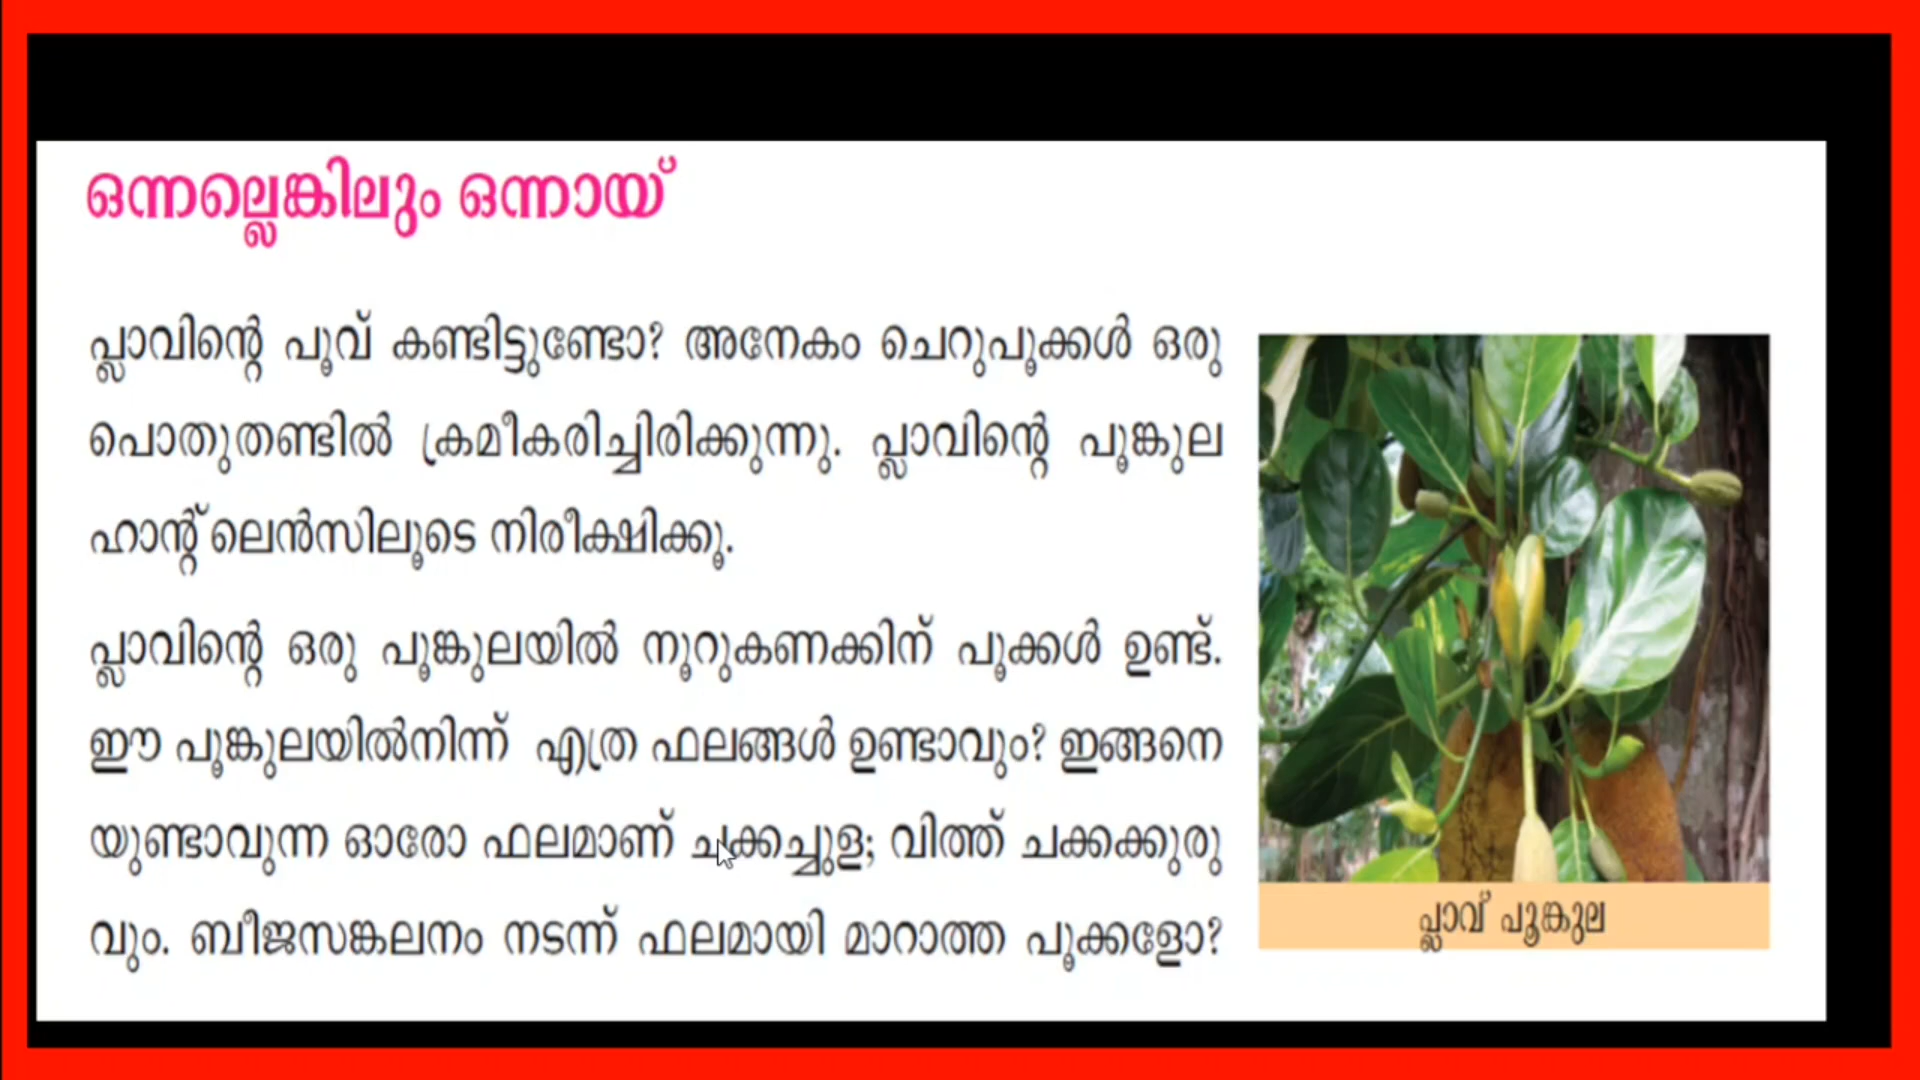 ഒന്നല്ലെങ്കിലും ഒന്നായ്
പ്ലാവിന്റെ പൂവ് കണ്ടിട്ടുണ്ടോ? അനേകം ചെറുപൂക്കൾ ഒരു
പൊതുതണ്ടിൽ ക്രമീകരിച്ചിരിക്കുന്നു. പ്ലാവിന്റെ പൂങ്കുല
ഹാന്റ് ലെൻസിലൂടെ നിരീക്ഷിക്കൂ.
പ്ലാവിന്റെ ഒരു പൂങ്കുലയിൽ നൂറുകണക്കിന് പൂക്കൾ ഉണ്ട്.
ഈ പൂങ്കുലയിൽനിന്ന് എത്ര ഫലങ്ങൾ ഉണ്ടാവും? ഇങ്ങനെ
യുണ്ടാവുന്ന ഓരോ ഫലമാണ് ചക്കച്ചുള; വിത്ത് ചക്കക്കുരു
വും. ബീജസങ്കലനം നടന്ന് ഫലമായി മാറാത്ത പൂക്കളോ?
പ്ലാവ് പൂങ്കുല